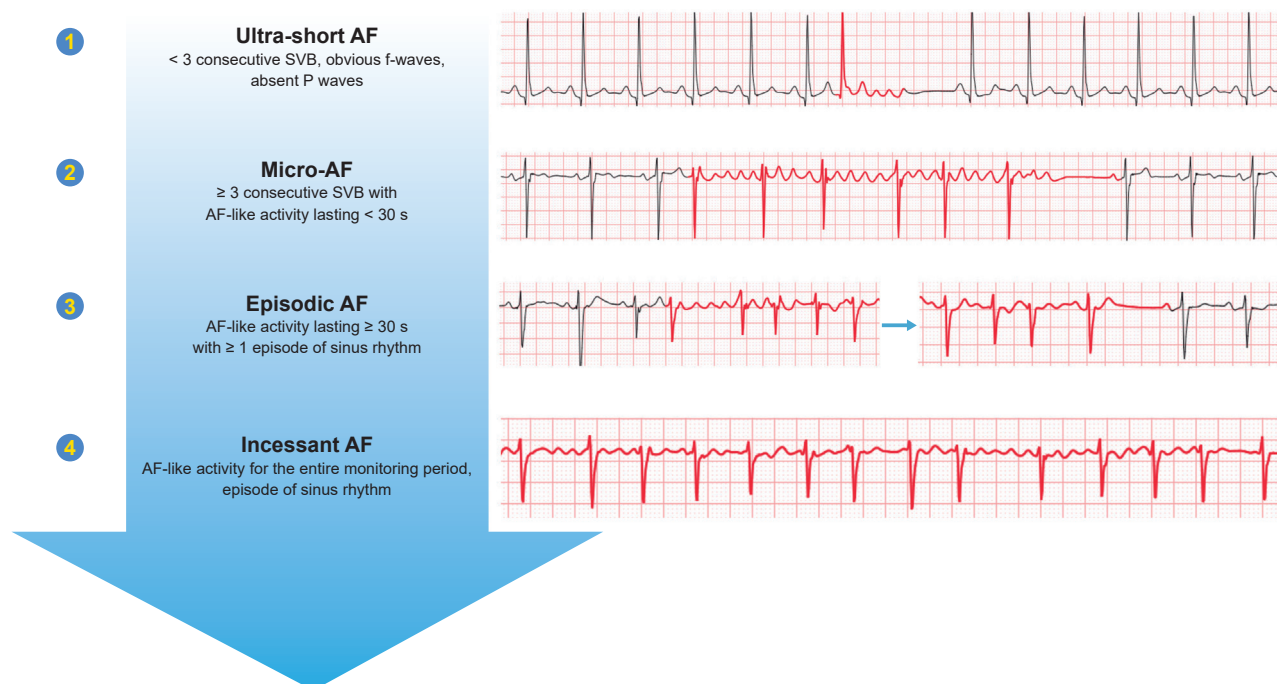 1
Ultra-short AF
< 3 consecutive SVB, obvious f-waves,
absent P waves
2
Micro-AF
≥ 3 consecutive SVB with
AF-like activity lasting < 30 s
3
Episodic AF
AF-like activity lasting ≥ 30 s
with ≥ 1 episode of sinus rhythm
4
Incessant AF
AF-like activity for the entire monitoring period,
episode of sinus rhythm